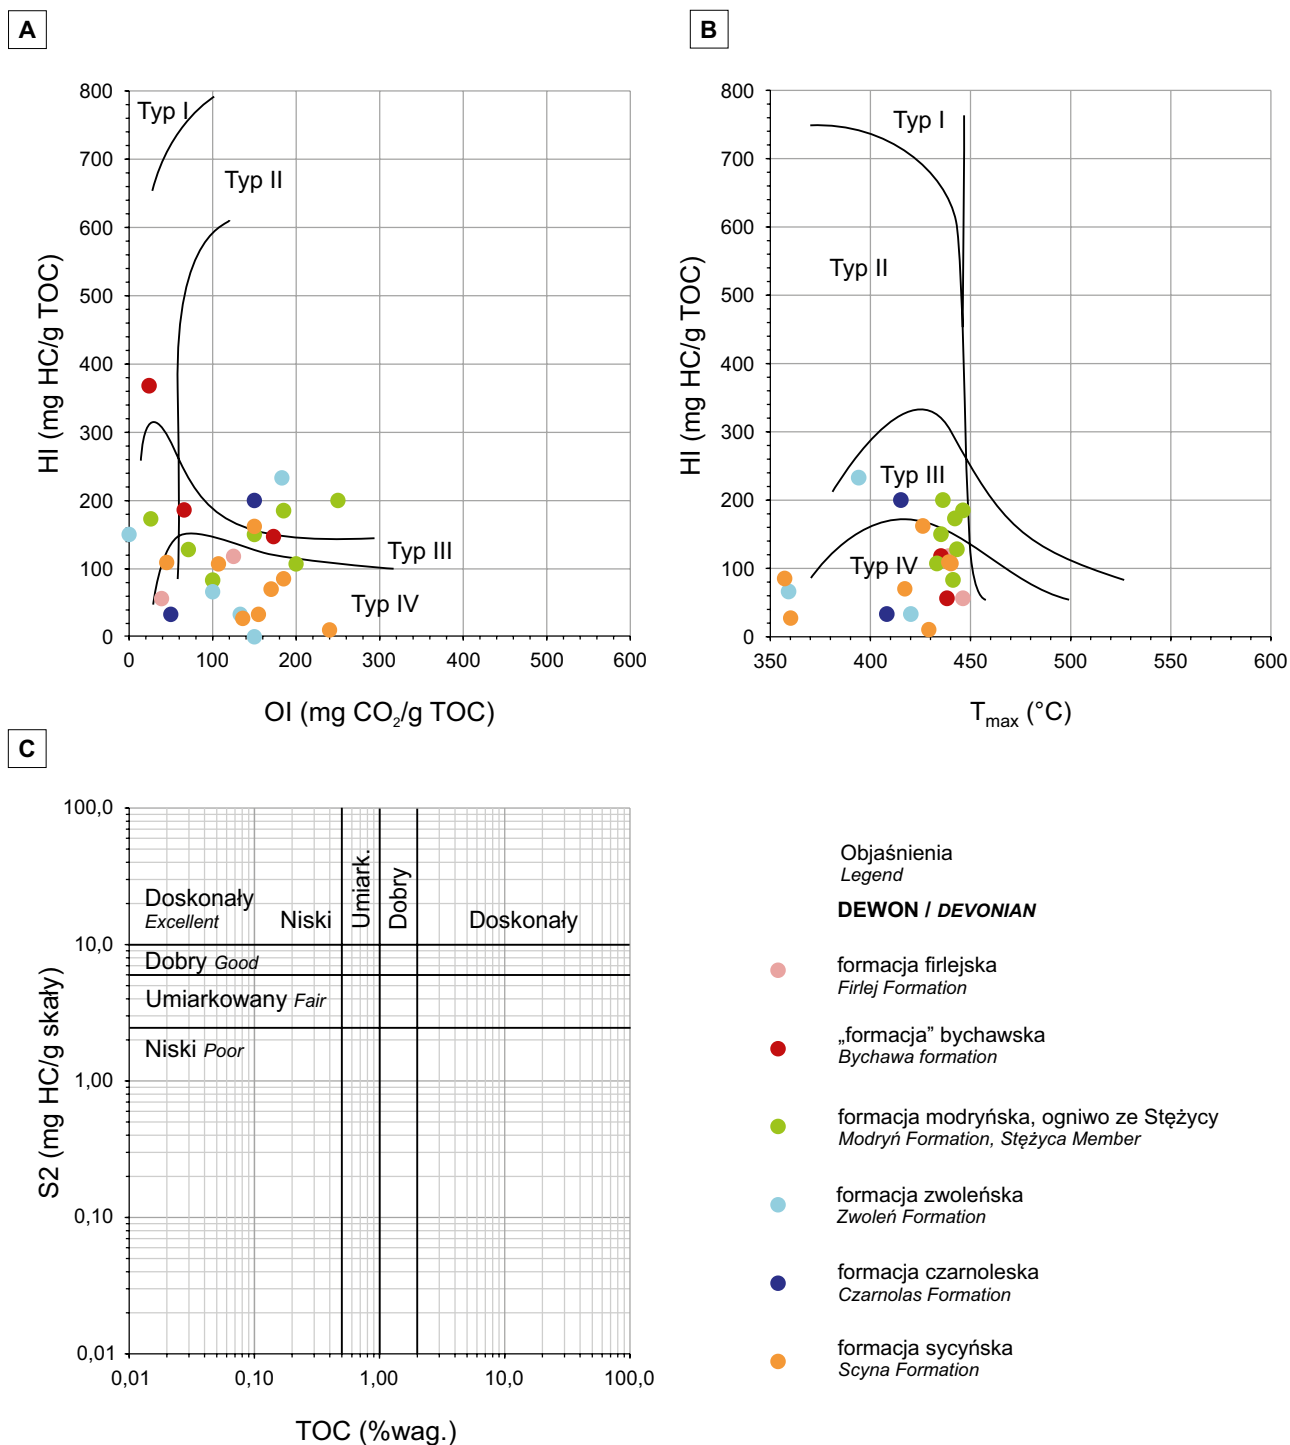 A
800
700
600
500
400
300
200
100
0
HI (mg HC/g TOC)
Typ I
Typ II
Typ III
Typ IV
0 100 200 300 400 500 600
OI (mg CO₂/g TOC)
B
800
700
600
500
400
300
200
100
0
HI (mg HC/g TOC)
Typ I
Typ II
Typ III
Typ IV
350 400 450 500 550 600
Tmax (°C)
C
100,0
10,0
1,00
0,10
0,01
S2 (mg HC/g skały)
Doskonały
Excellent
Niski
Umiark.
Dobry
Doskonały
Dobry Good
Umiarkowany Fair
Niski Poor
0,01 0,10 1,00 10,0 100,0
TOC (%wag.)
Objaśnienia
Legend
DEWON / DEVONIAN
formacja firlejska
Firlej Formation
„formacja” bychawska
Bychawa formation
formacja modryńska, ogniwo ze Stężycy
Modryń Formation, Stężyca Member
formacja zwoleńska
Zwoleń Formation
formacja czarnoleska
Czarnolas Formation
formacja sycyńska
Scyna Formation